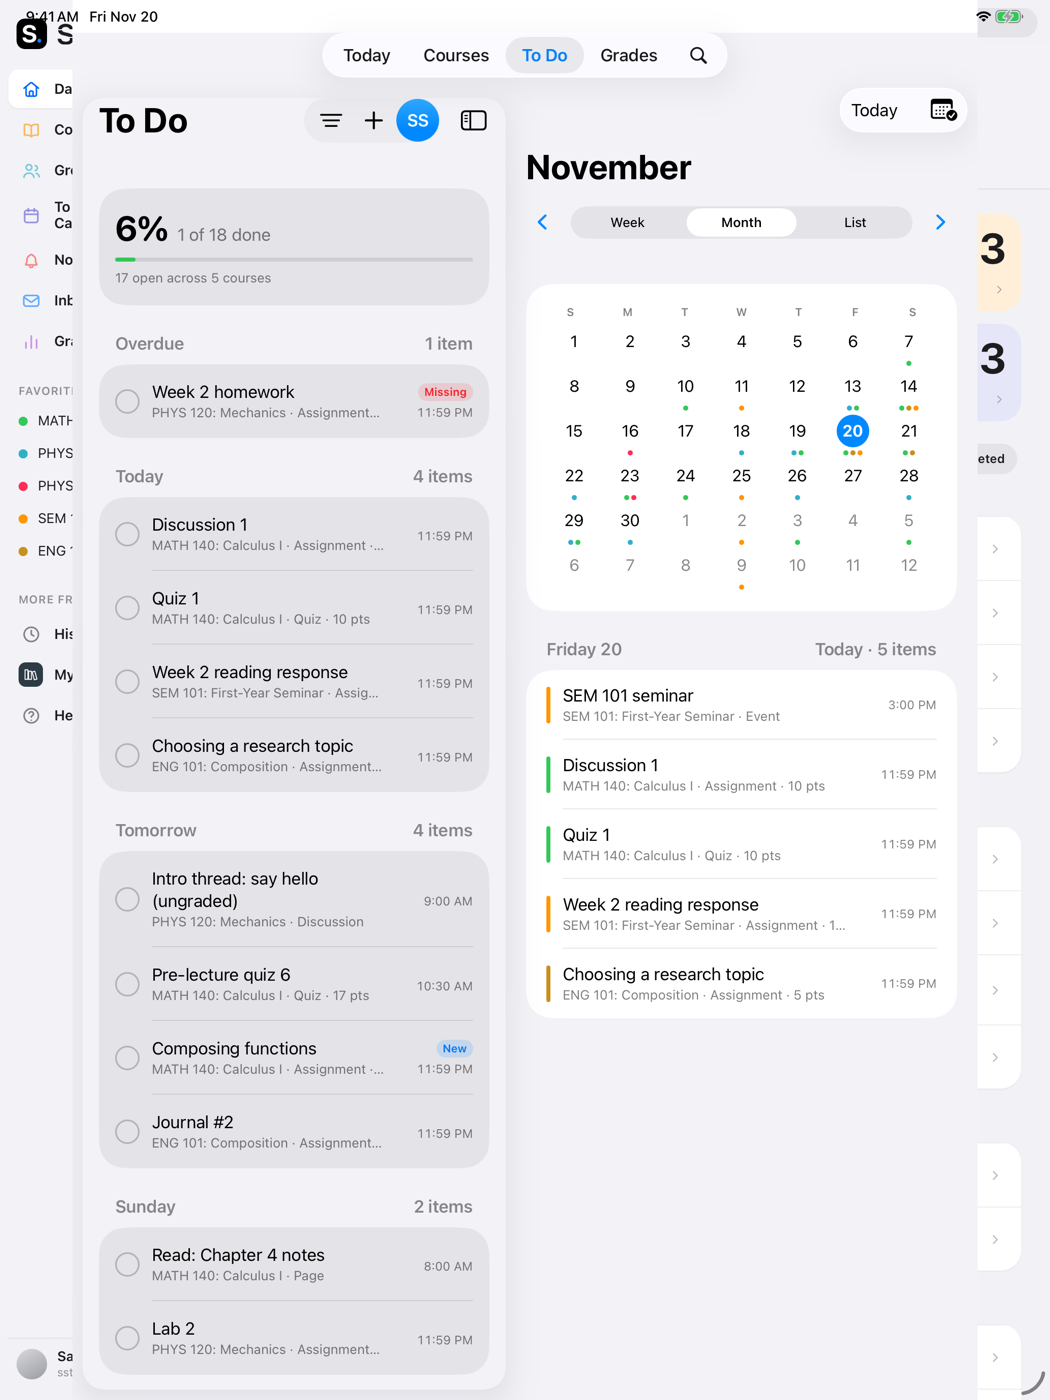 9:41 AM Fri Nov 20
S.
Today Courses To Do Grades
Da
Co
Gr
To
Ca
No
Inb
Gra
FAVORIT
MATH
PHYS
PHYS
SEM
ENG
MORE FR
His
My
He
Sa
sst
To Do
SS
6% 1 of 18 done
17 open across 5 courses
Overdue 1 item
Week 2 homework Missing
PHYS 120: Mechanics · Assignment... 11:59 PM
Today 4 items
Discussion 1
MATH 140: Calculus I · Assignment ·... 11:59 PM
Quiz 1
MATH 140: Calculus I · Quiz · 10 pts 11:59 PM
Week 2 reading response
SEM 101: First-Year Seminar · Assig... 11:59 PM
Choosing a research topic
ENG 101: Composition · Assignment... 11:59 PM
Tomorrow 4 items
Intro thread: say hello
(ungraded)
PHYS 120: Mechanics · Discussion 9:00 AM
Pre-lecture quiz 6
MATH 140: Calculus I · Quiz · 17 pts 10:30 AM
Composing functions New
MATH 140: Calculus I · Assignment ·... 11:59 PM
Journal #2
ENG 101: Composition · Assignment... 11:59 PM
Sunday 2 items
Read: Chapter 4 notes
MATH 140: Calculus I · Page 8:00 AM
Lab 2
PHYS 120: Mechanics · Assignment... 11:59 PM
Today
November
Week Month List
S M T W T F S
1 2 3 4 5 6 7
8 9 10 11 12 13 14
15 16 17 18 19 20 21
22 23 24 25 26 27 28
29 30 1 2 3 4 5
6 7 8 9 10 11 12
Friday 20 Today · 5 items
SEM 101 seminar
SEM 101: First-Year Seminar · Event 3:00 PM
Discussion 1
MATH 140: Calculus I · Assignment · 10 pts 11:59 PM
Quiz 1
MATH 140: Calculus I · Quiz · 10 pts 11:59 PM
Week 2 reading response
SEM 101: First-Year Seminar · Assignment · 1... 11:59 PM
Choosing a research topic
ENG 101: Composition · Assignment · 5 pts 11:59 PM
3
3
eted